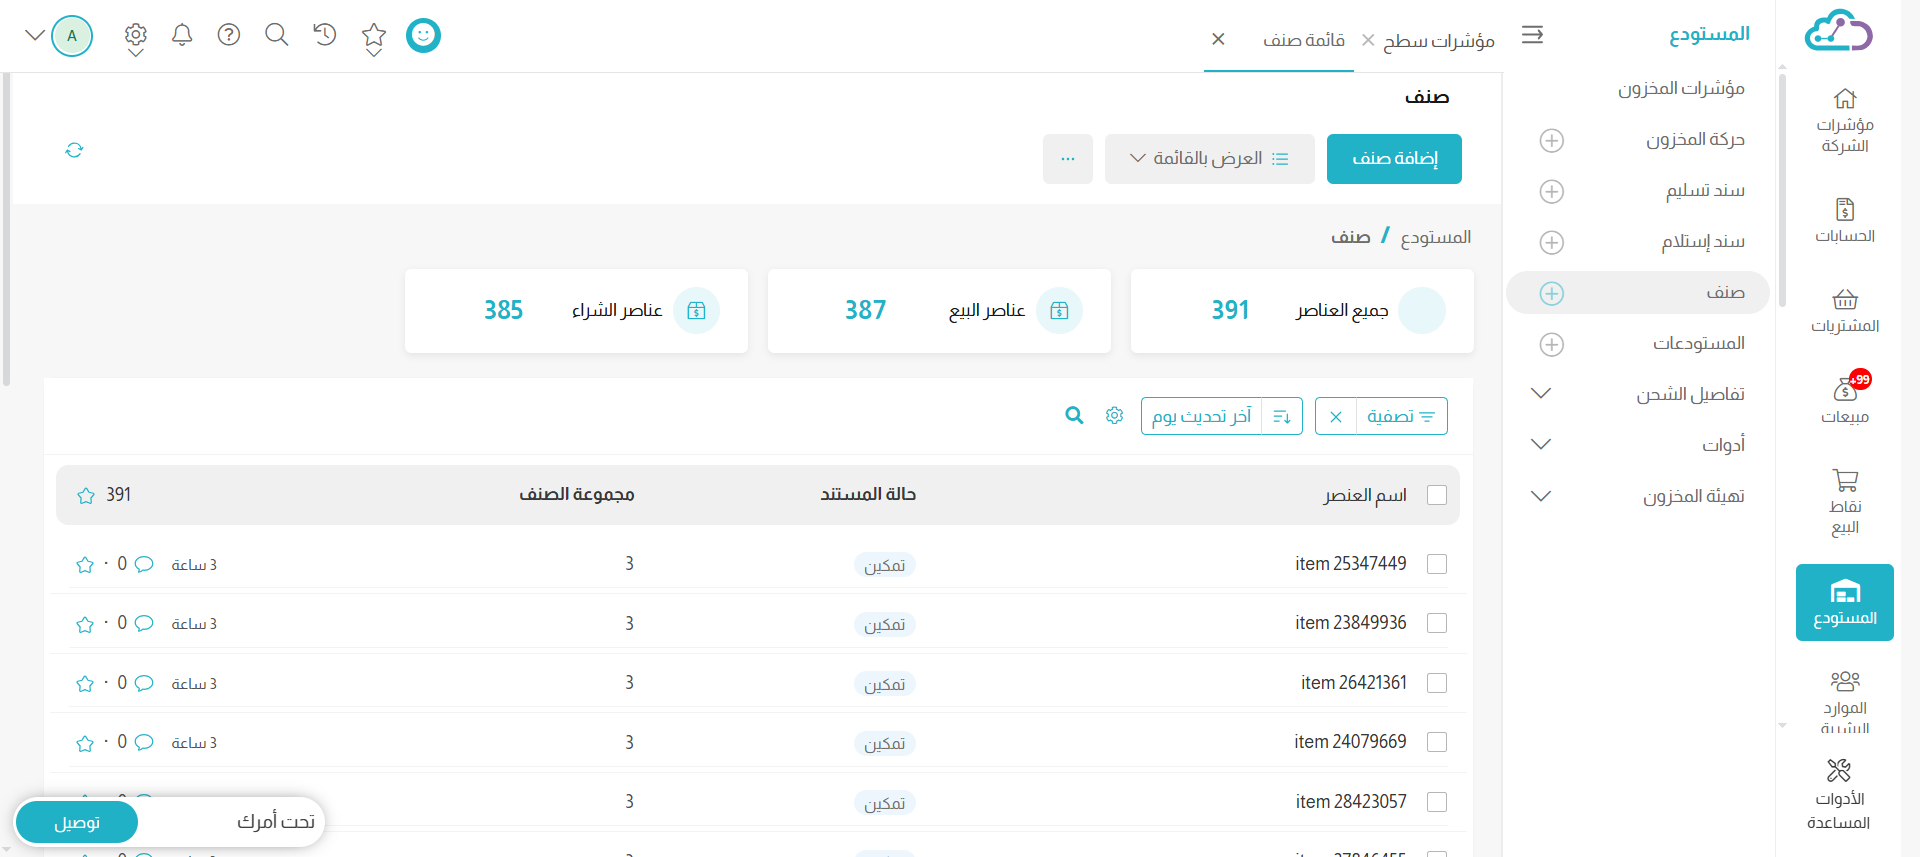 المستودع
مؤشرات سطح
قائمة صنف
A
مؤشرات الشركة
الحسابات
المشتريات
99+
مبيعات
نقاط البيع
المستودع
الموارد البشرية
الأدوات المساعدة
مؤشرات المخزون
حركة المخزون
سند تسليم
سند إستلام
صنف
المستودعات
تفاصيل الشحن
أدوات
تهيئة المخزون
صنف
إضافة صنف
العرض بالقائمة
...
المستودع / صنف
جميع العناصر 391
عناصر البيع 387
عناصر الشراء 385
تصفية
آخر تحديث يوم
اسم العنصر حالة المستند مجموعة الصنف 391
item 25347449 تمكين 3 3 ساعة 0 ·
item 23849936 تمكين 3 3 ساعة 0 ·
item 26421361 تمكين 3 3 ساعة 0 ·
item 24079669 تمكين 3 3 ساعة 0 ·
item 28423057 تمكين 3
تحت أمرك
توصيل